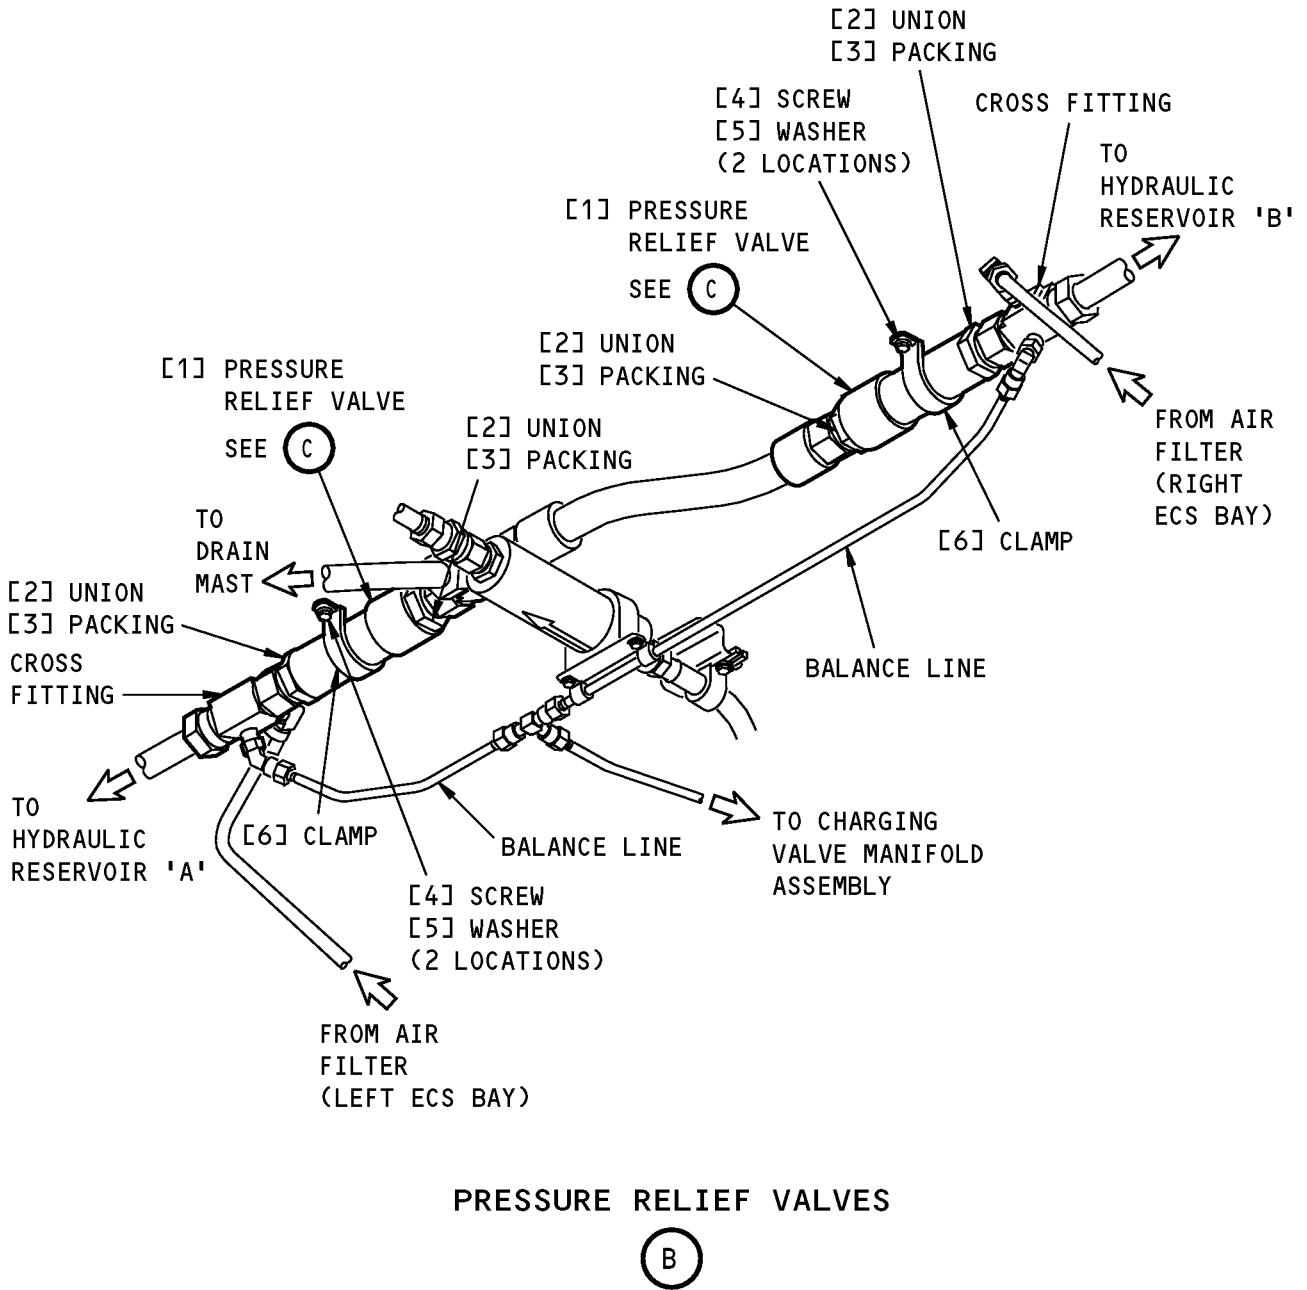 [2] UNION
[3] PACKING
[4] SCREW
[5] WASHER
(2 LOCATIONS)
CROSS FITTING
TO
HYDRAULIC
RESERVOIR 'B'
[1] PRESSURE
RELIEF VALVE
SEE C
[2] UNION
[3] PACKING
[1] PRESSURE
RELIEF VALVE
SEE C
[2] UNION
[3] PACKING
FROM AIR
FILTER
(RIGHT
ECS BAY)
TO
DRAIN
MAST
[6] CLAMP
[2] UNION
[3] PACKING
CROSS
FITTING
BALANCE LINE
TO
HYDRAULIC
RESERVOIR 'A'
[6] CLAMP
BALANCE LINE
TO CHARGING
VALVE MANIFOLD
ASSEMBLY
[4] SCREW
[5] WASHER
(2 LOCATIONS)
FROM AIR
FILTER
(LEFT ECS BAY)
PRESSURE RELIEF VALVES
B